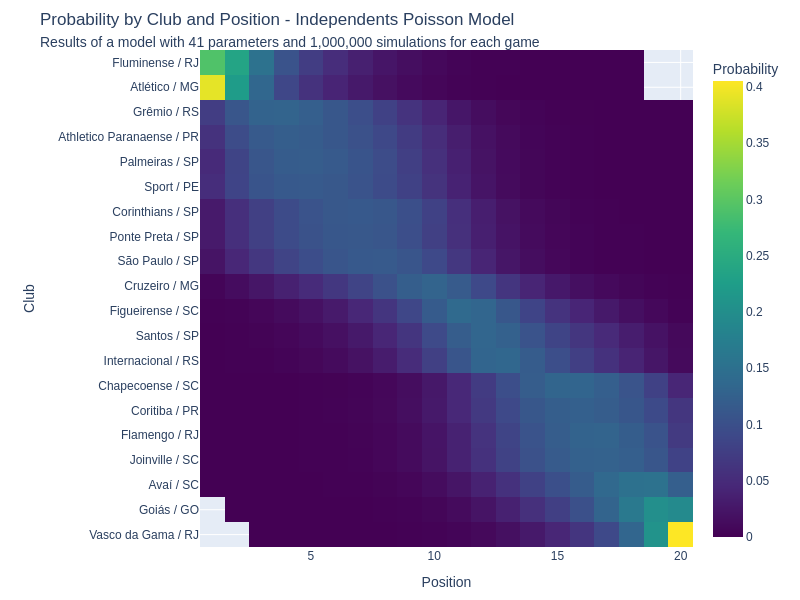 Probability by Club and Position - Independents Poisson Model
Results of a model with 41 parameters and 1,000,000 simulations for each game
Probability
Fluminense / RJ
Atlético / MG
Grêmio / RS
Athletico Paranaense / PR
Palmeiras / SP
Sport / PE
Corinthians / SP
Ponte Preta / SP
São Paulo / SP
Cruzeiro / MG
Figueirense / SC
Santos / SP
Internacional / RS
Chapecoense / SC
Coritiba / PR
Flamengo / RJ
Joinville / SC
Avaí / SC
Goiás / GO
Vasco da Gama / RJ
Club
5
10
15
20
Position
0.4
0.35
0.3
0.25
0.2
0.15
0.1
0.05
0